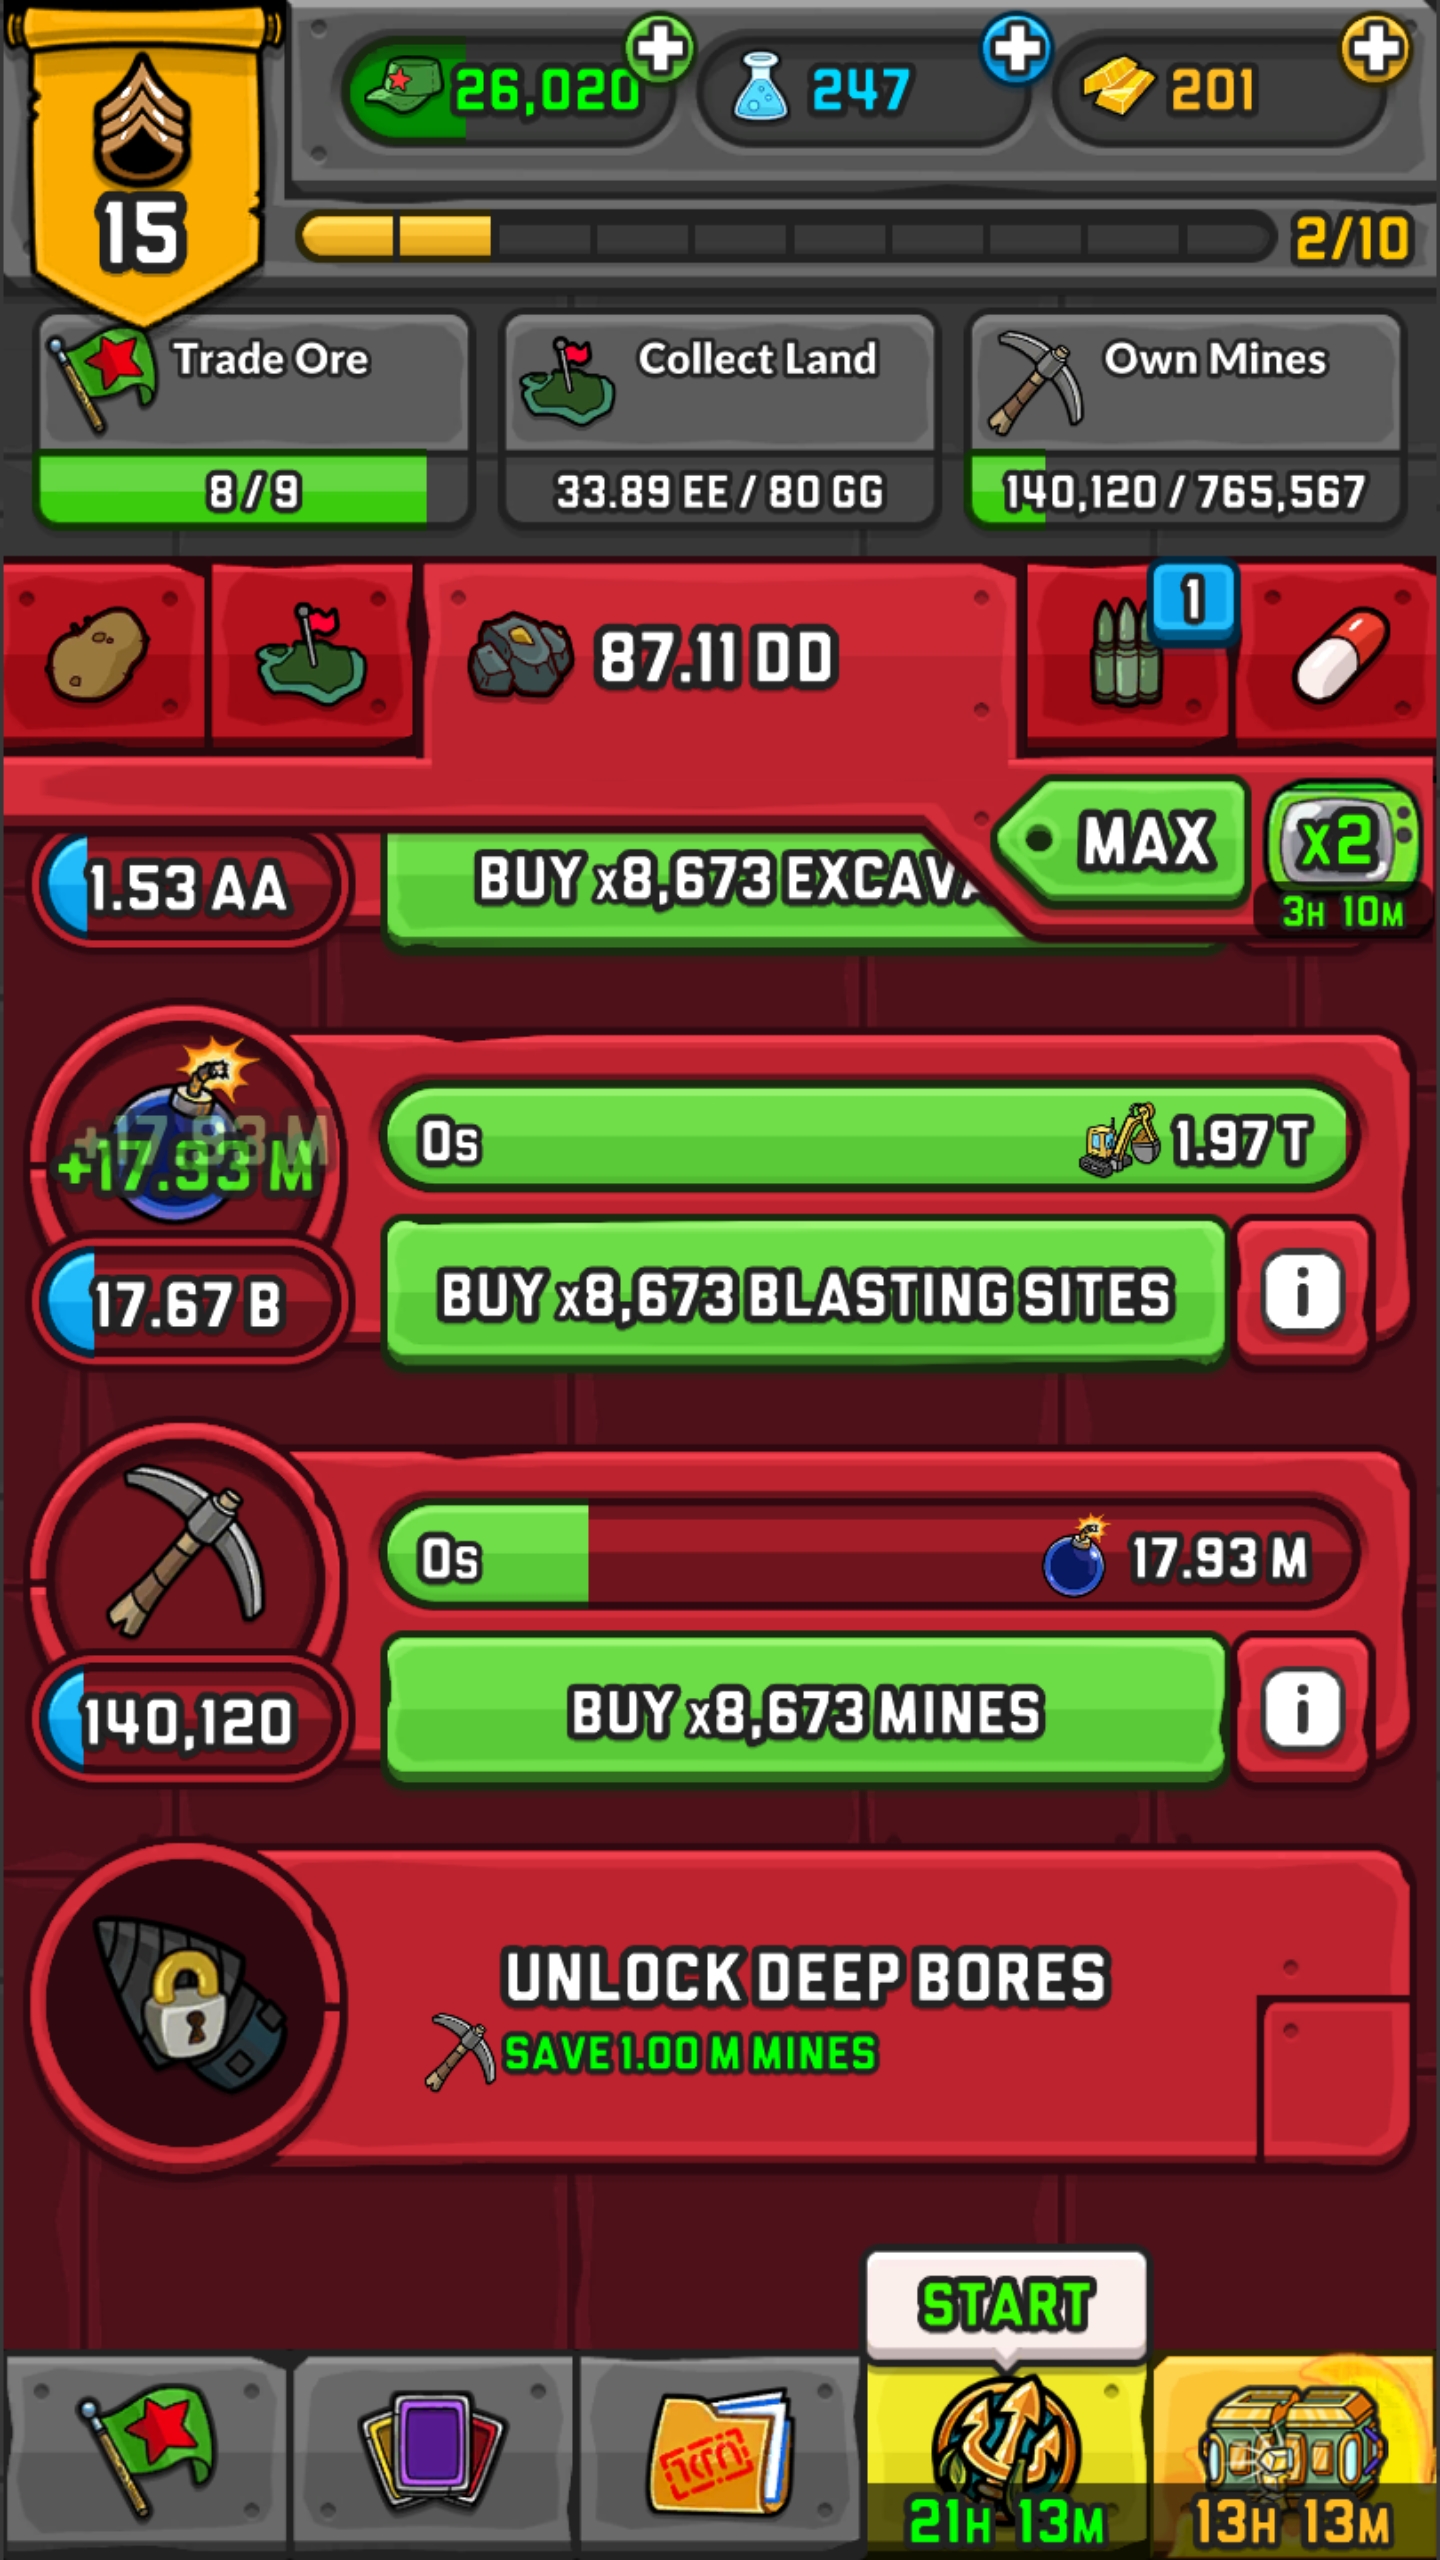 26,020
247
201
15
2/10
Trade Ore
Collect Land
Own Mines
8/9
33.89 EE / 80 GG
140,120 / 765,567
87.11 DD
1
MAX
x2
3H 10M
1.53 AA
BUY x8,673
+17.93 M
+17.93 M
0s
1.97 T
17.67 B
BUY x8,673 BLASTING SITES
i
0s
17.93 M
140,120
BUY x8,673 MINES
i
UNLOCK DEEP BORES
SAVE 1.00 M MINES
START
21H 13M
13H 13M